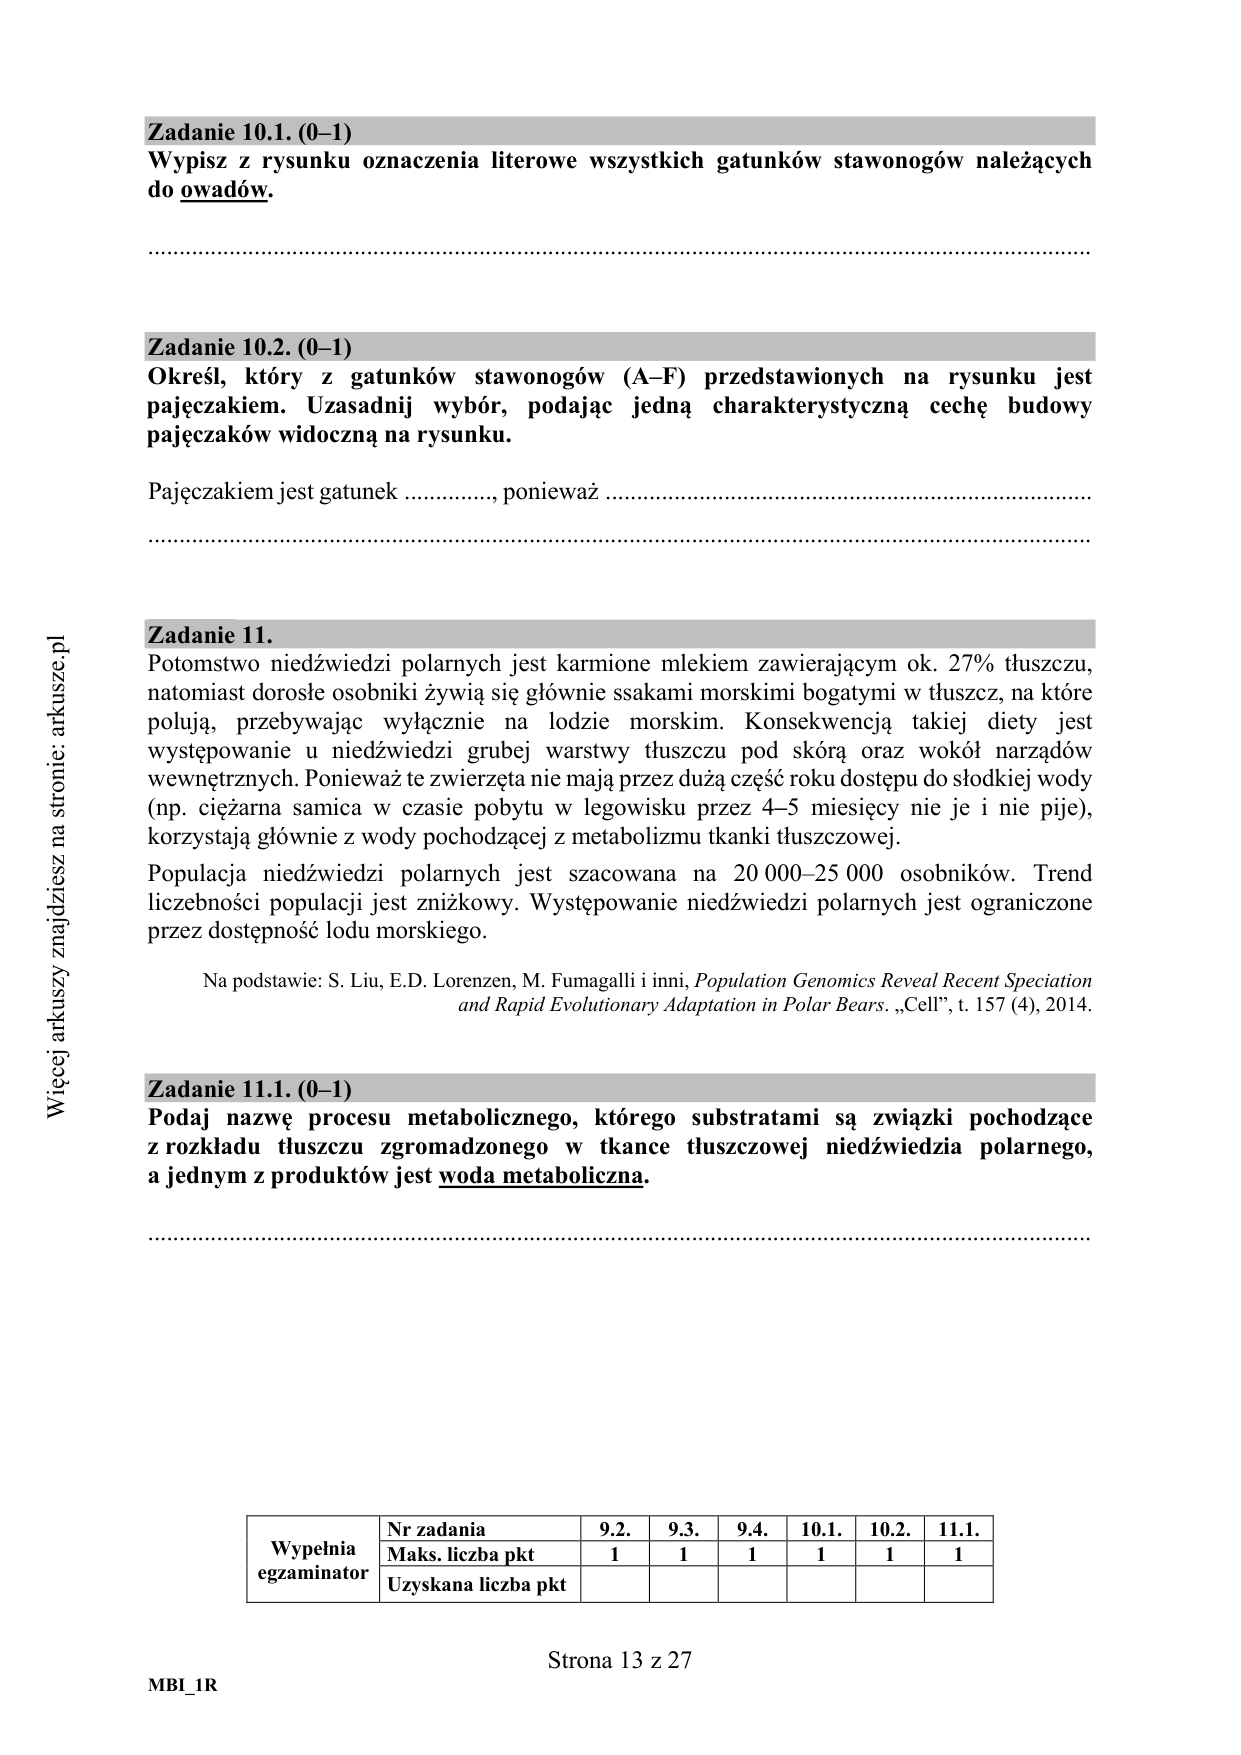 Zadanie 10.1. (0–1)
Wypisz z rysunku oznaczenia literowe wszystkich gatunków stawonogów należących
do owadów.
......................................................................................................................................................
Zadanie 10.2. (0–1)
Określ, który z gatunków stawonogów (A–F) przedstawionych na rysunku jest
pajęczakiem. Uzasadnij wybór, podając jedną charakterystyczną cechę budowy
pajęczaków widoczną na rysunku.
Pajęczakiem jest gatunek .............., ponieważ ..............................................................................
......................................................................................................................................................
Zadanie 11.
Potomstwo niedźwiedzi polarnych jest karmione mlekiem zawierającym ok. 27% tłuszczu,
natomiast dorosłe osobniki żywią się głównie ssakami morskimi bogatymi w tłuszcz, na które
polują, przebywając wyłącznie na lodzie morskim. Konsekwencją takiej diety jest
występowanie u niedźwiedzi grubej warstwy tłuszczu pod skórą oraz wokół narządów
wewnętrznych. Ponieważ te zwierzęta nie mają przez dużą część roku dostępu do słodkiej wody
(np. ciężarna samica w czasie pobytu w legowisku przez 4–5 miesięcy nie je i nie pije),
korzystają głównie z wody pochodzącej z metabolizmu tkanki tłuszczowej.
Populacja niedźwiedzi polarnych jest szacowana na 20 000–25 000 osobników. Trend
liczebności populacji jest zniżkowy. Występowanie niedźwiedzi polarnych jest ograniczone
przez dostępność lodu morskiego.
Na podstawie: S. Liu, E.D. Lorenzen, M. Fumagalli i inni, Population Genomics Reveal Recent Speciation
and Rapid Evolutionary Adaptation in Polar Bears. „Cell”, t. 157 (4), 2014.
Zadanie 11.1. (0–1)
Podaj nazwę procesu metabolicznego, którego substratami są związki pochodzące
z rozkładu tłuszczu zgromadzonego w tkance tłuszczowej niedźwiedzia polarnego,
a jednym z produktów jest woda metaboliczna.
......................................................................................................................................................
Wypełnia egzaminator
Nr zadania 9.2. 9.3. 9.4. 10.1. 10.2. 11.1.
Maks. liczba pkt 1 1 1 1 1 1
Uzyskana liczba pkt
Strona 13 z 27
MBI_1R
Więcej arkuszy znajdziesz na stronie: arkusze.pl